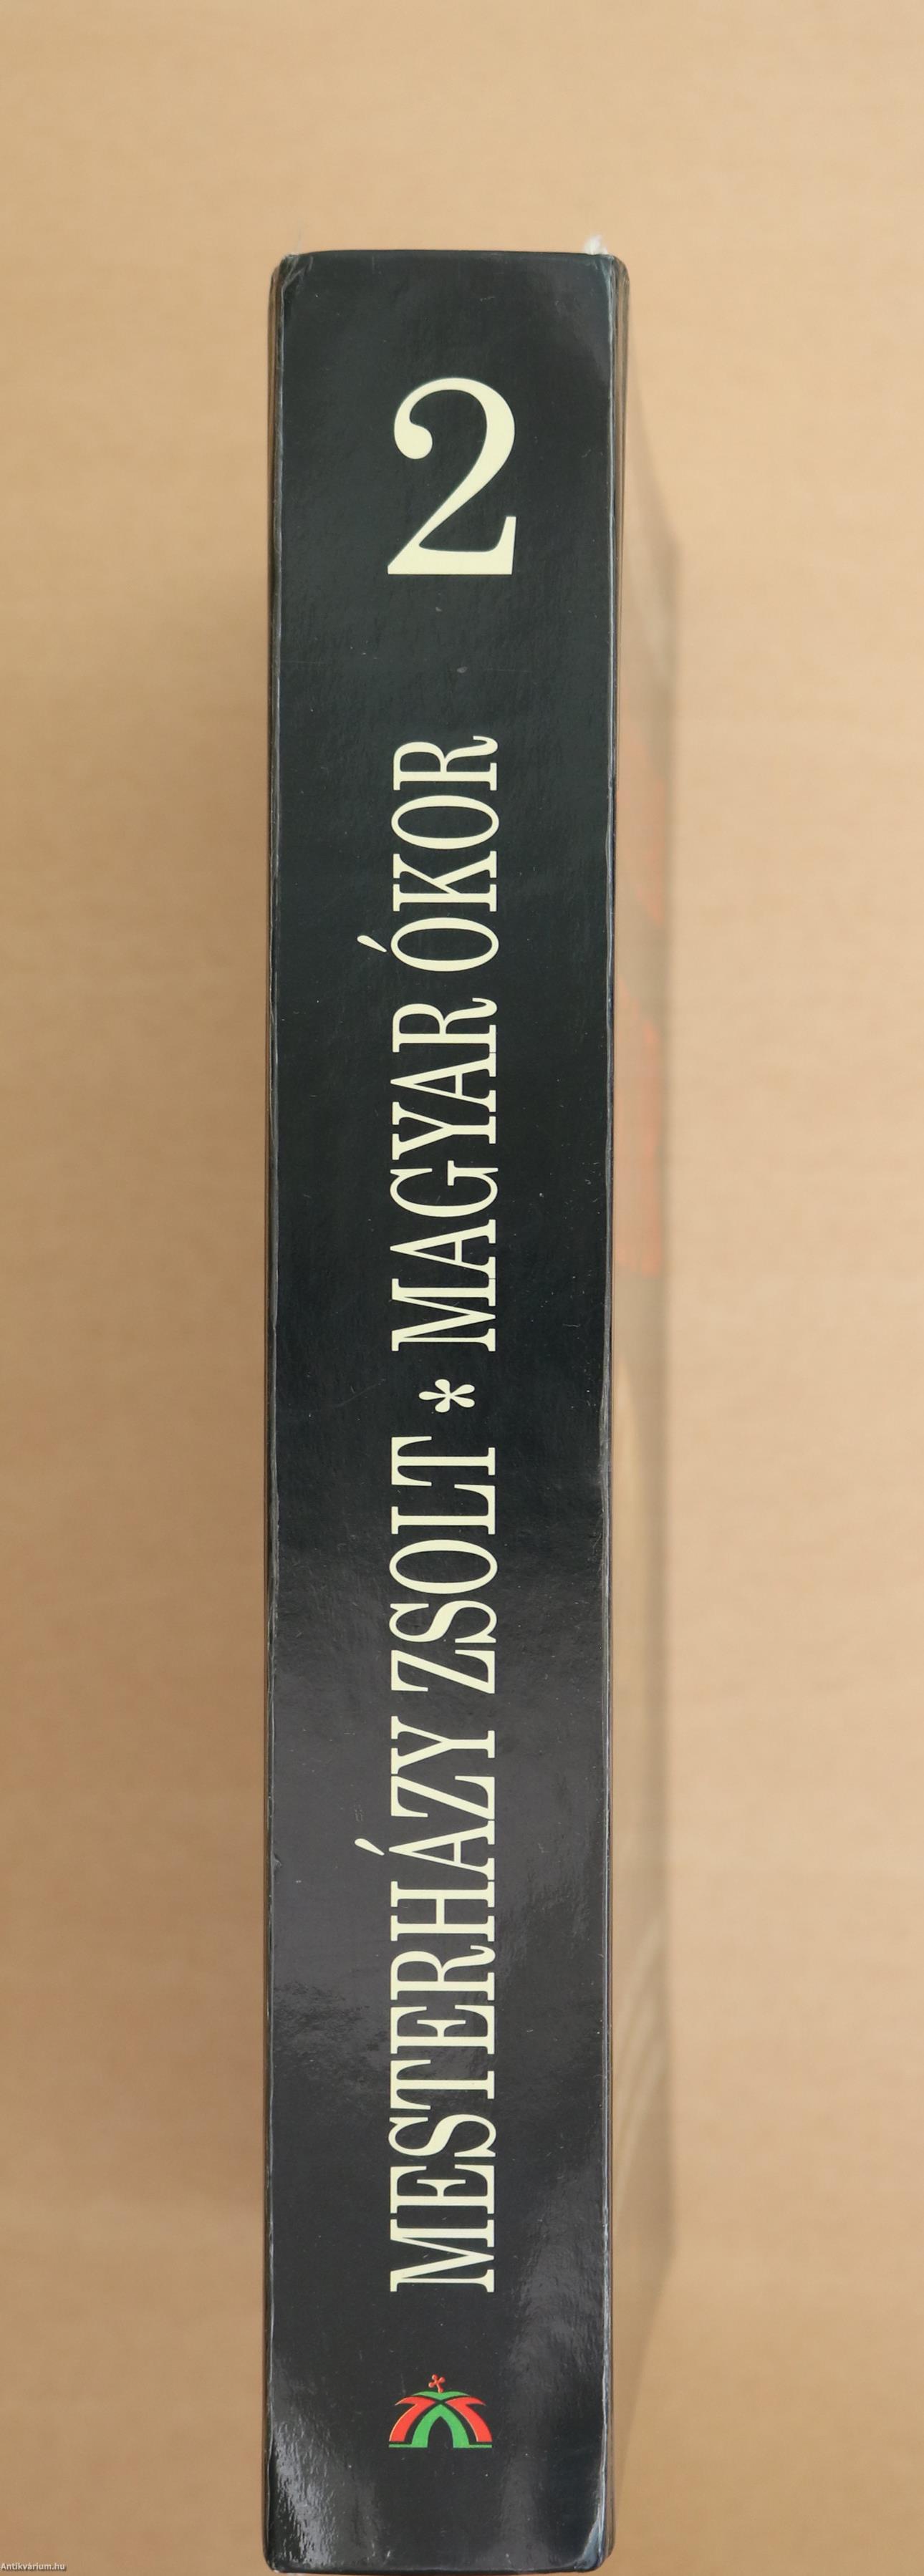 2
MESTERHÁZY ZSOLT * MAGYAR ÓKOR
Antikvárium.hu